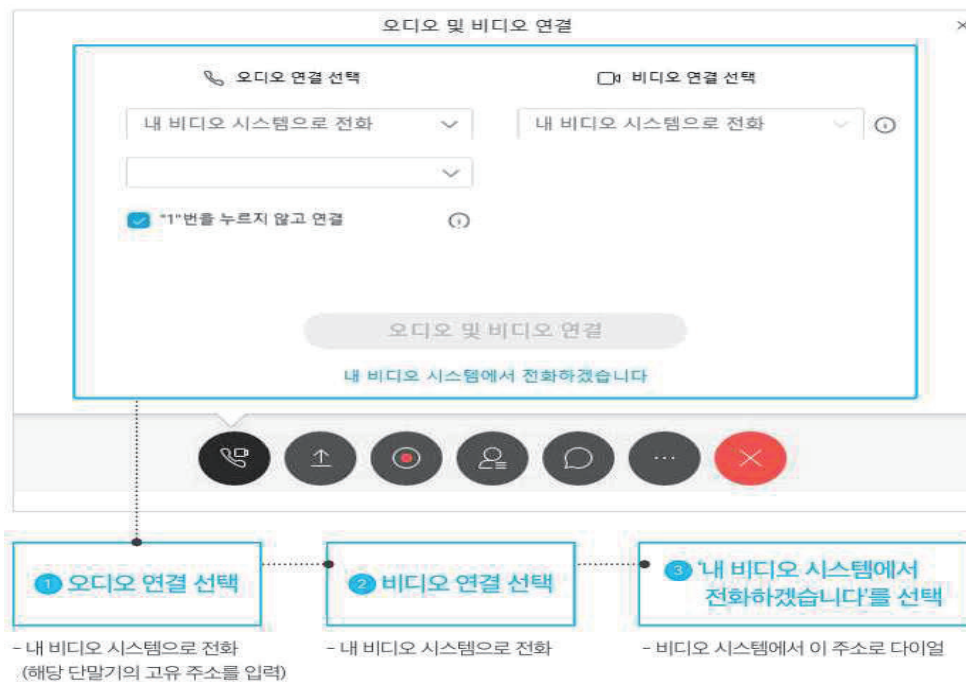 오디오 및 비디오 연결
오디오 연결 선택
비디오 연결 선택
내 비디오 시스템으로 전화
내 비디오 시스템으로 전화
"1"번을 누르지 않고 연결
오디오 및 비디오 연결
내 비디오 시스템에서 전화하겠습니다
1 오디오 연결 선택
- 내 비디오 시스템으로 전화
(해당 단말기의 고유 주소를 입력)
2 비디오 연결 선택
- 내 비디오 시스템으로 전화
3 '내 비디오 시스템에서
전화하겠습니다'를 선택
- 비디오 시스템에서 이 주소로 다이얼